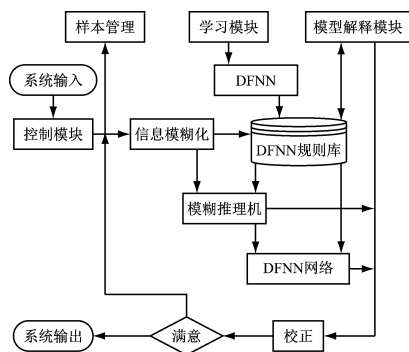 样本管理
学习模块
模型解释模块
系统输入
DFNN
控制模块
信息模糊化
DFNN规则库
模糊推理机
DFNN网络
系统输出
满意
校正